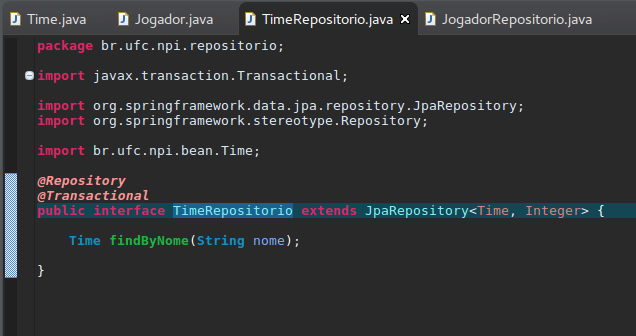 Time.java Jogador.java TimeRepositorio.java JogadorRepositorio.java
package br.ufc.npi.repositorio;
import javax.transaction.Transactional;
import org.springframework.data.jpa.repository.JpaRepository;
import org.springframework.stereotype.Repository;
import br.ufc.npi.bean.Time;
@Repository
@Transactional
public interface TimeRepositorio extends JpaRepository<Time, Integer> {
Time findByNome(String nome);
}